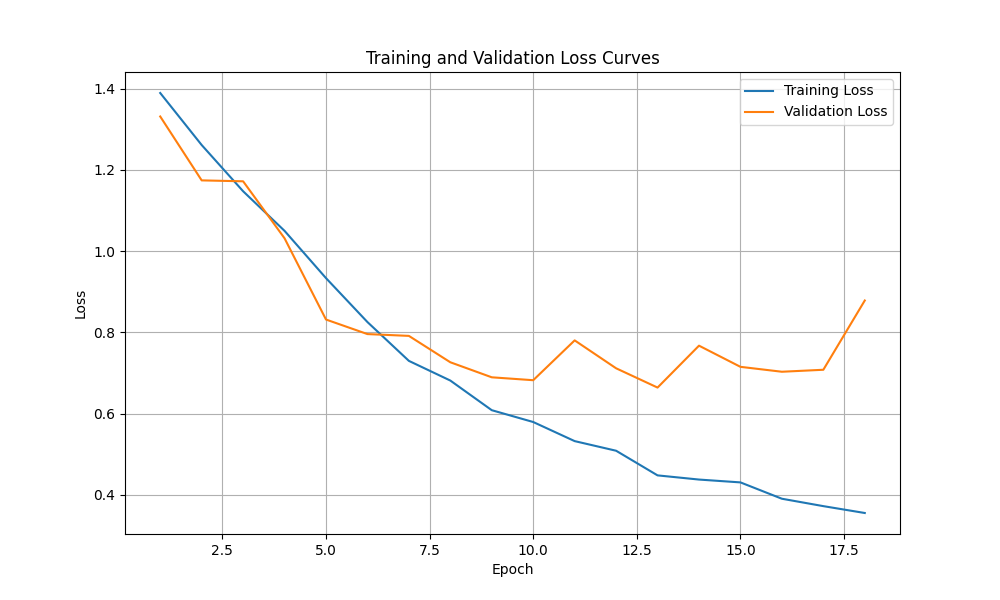 Training and Validation Loss Curves
Training Loss
Validation Loss
1.4
1.2
1.0
0.8
0.6
0.4
Loss
2.5 5.0 7.5 10.0 12.5 15.0 17.5
Epoch